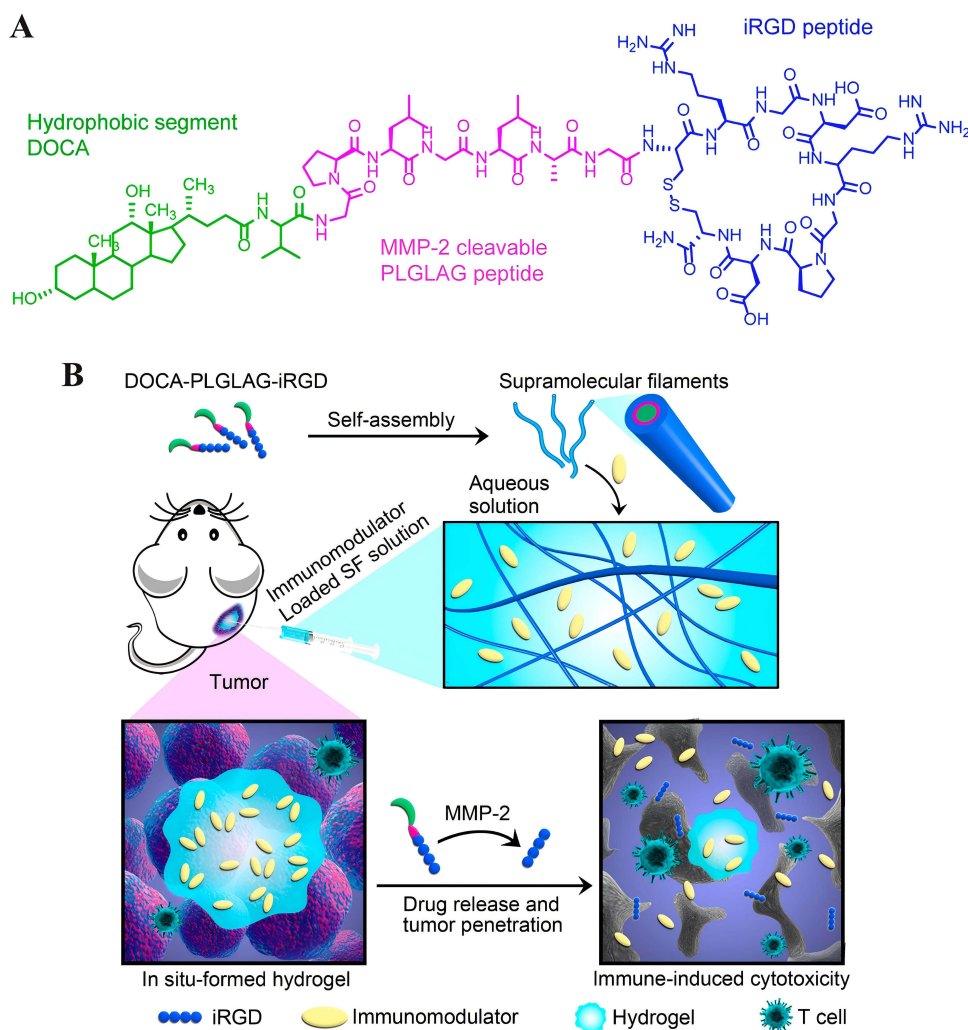 A
iRGD peptide
Hydrophobic segment
DOCA
MMP-2 cleavable
PLGLAG peptide
B
DOCA-PLGLAG-iRGD
Self-assembly
Supramolecular filaments
Aqueous
solution
Immunomodulator
Loaded SF solution
Tumor
MMP-2
Drug release and
tumor penetration
In situ-formed hydrogel
Immune-induced cytotoxicity
iRGD
Immunomodulator
Hydrogel
T cell